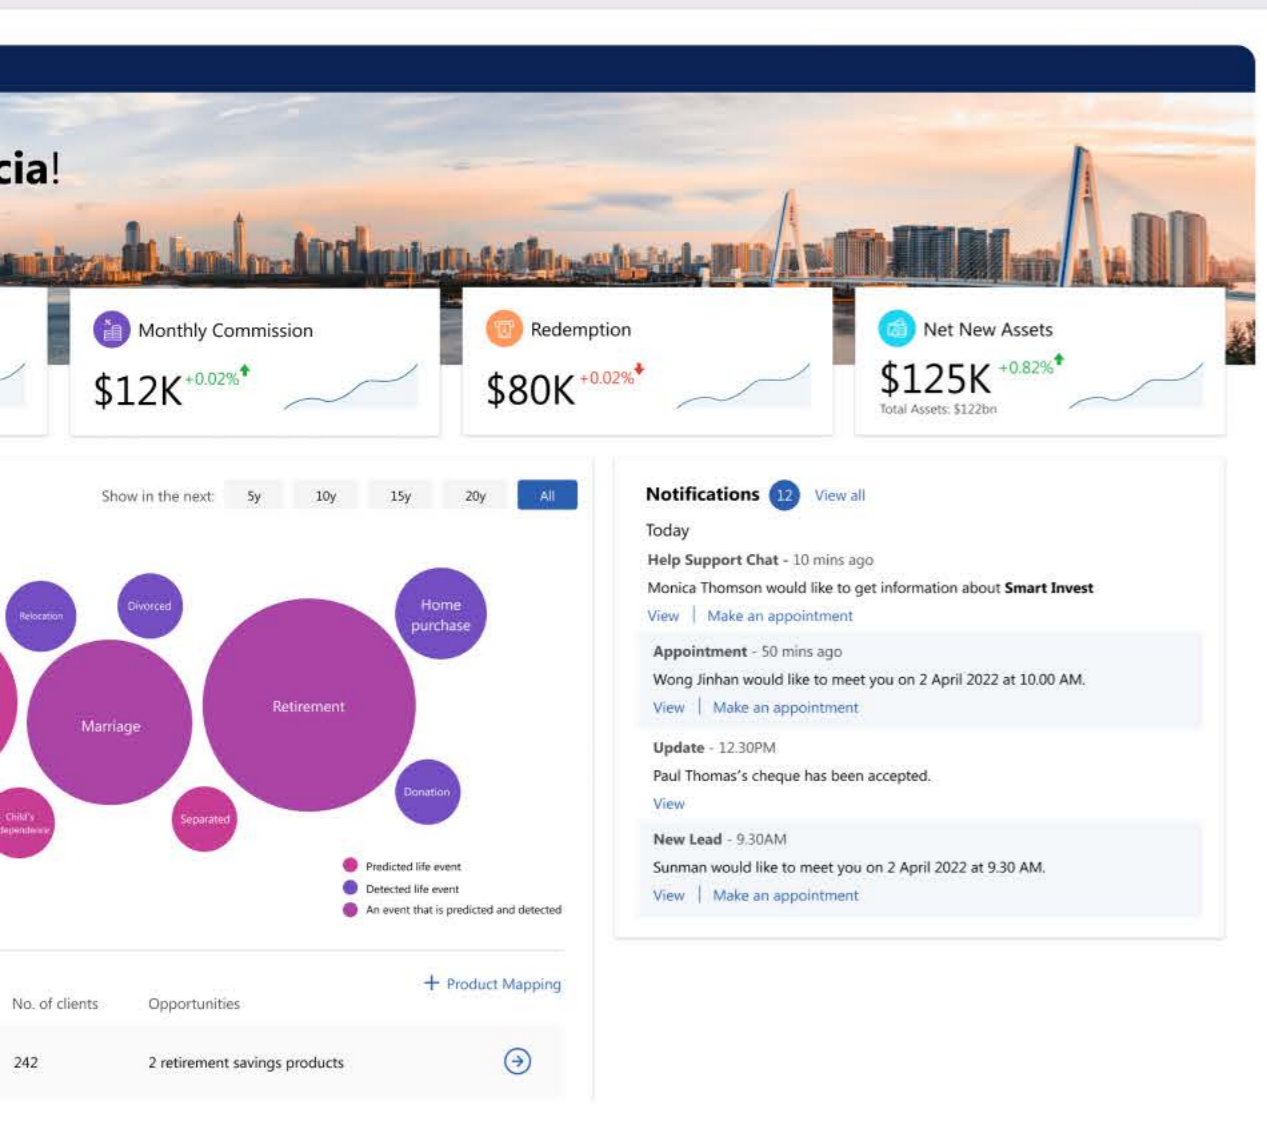 cia!
Monthly Commission
$12K +0.02%
Redemption
$80K +0.02%
Net New Assets
$125K +0.82%
Total Assets: $122bn
Show in the next: 5y 10y 15y 20y All
Relocation
Divorced
Home
purchase
Marriage
Retirement
Donation
Child's
dependence
Separated
Predicted life event
Detected life event
An event that is predicted and detected
+ Product Mapping
No. of clients Opportunities
242 2 retirement savings products
Notifications 12 View all
Today
Help Support Chat - 10 mins ago
Monica Thomson would like to get information about Smart Invest
View | Make an appointment
Appointment - 50 mins ago
Wong Jinhan would like to meet you on 2 April 2022 at 10.00 AM.
View | Make an appointment
Update - 12.30PM
Paul Thomas's cheque has been accepted.
View
New Lead - 9.30AM
Sunman would like to meet you on 2 April 2022 at 9.30 AM.
View | Make an appointment